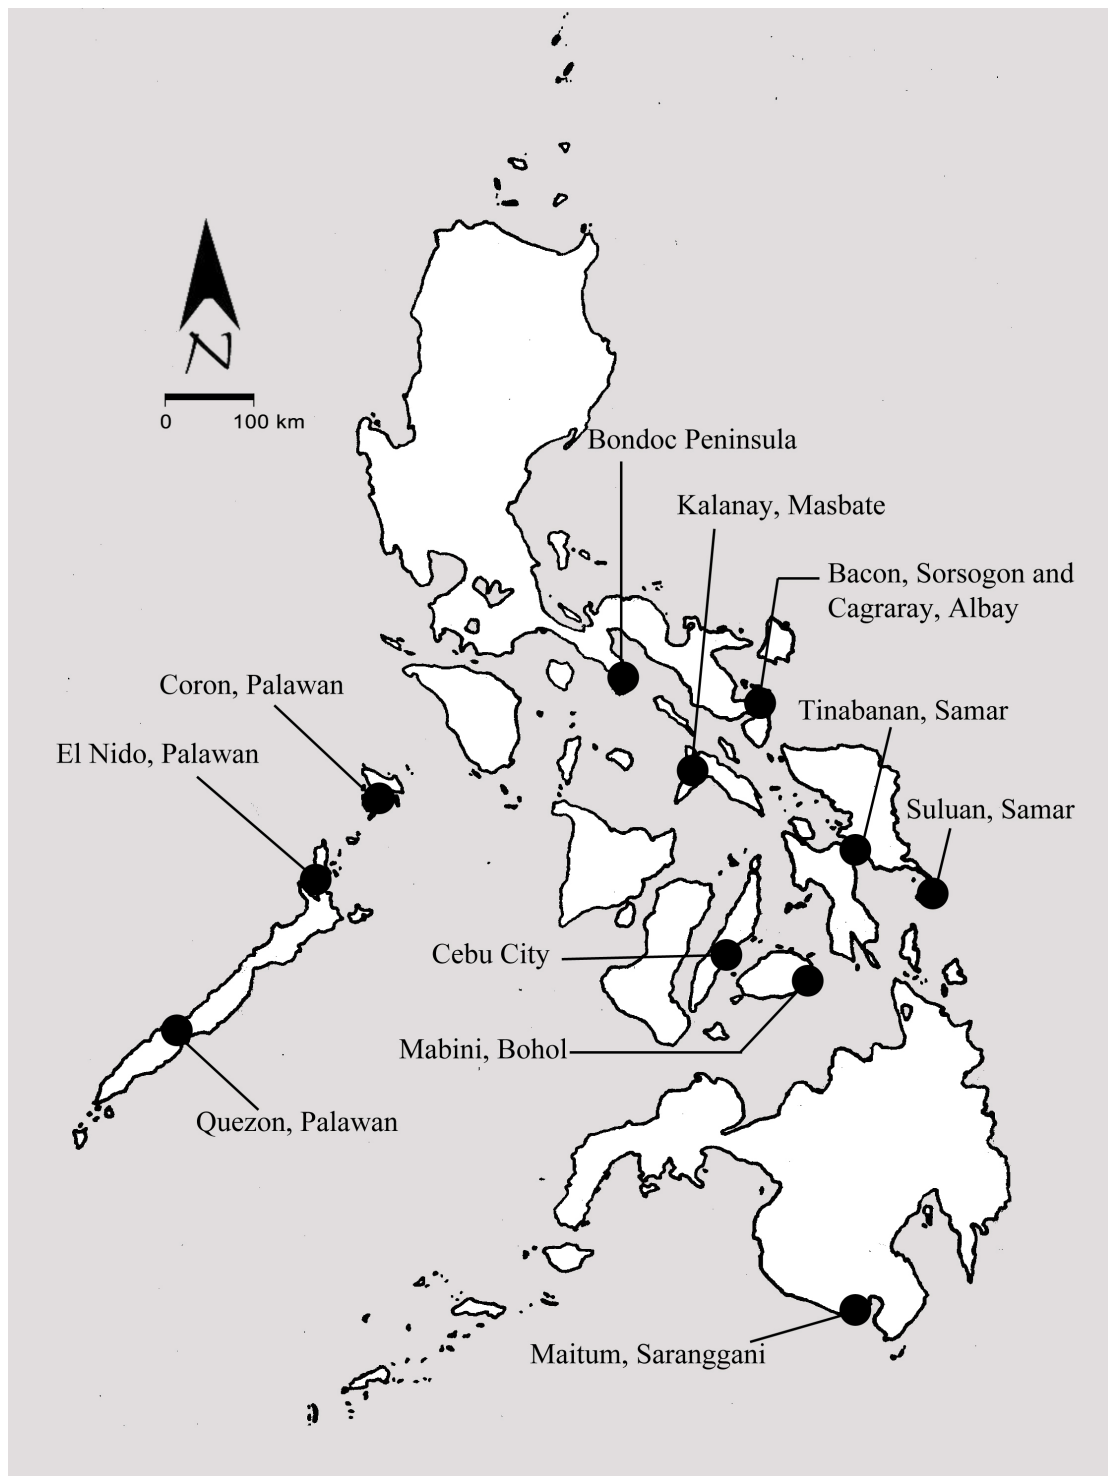 N
0 100 km
Bondoc Peninsula
Kalanay, Masbate
Bacon, Sorsogon and
Cagraray, Albay
Coron, Palawan
Tinabanan, Samar
El Nido, Palawan
Suluan, Samar
Cebu City
Mabini, Bohol
Quezon, Palawan
Maitum, Saranggani